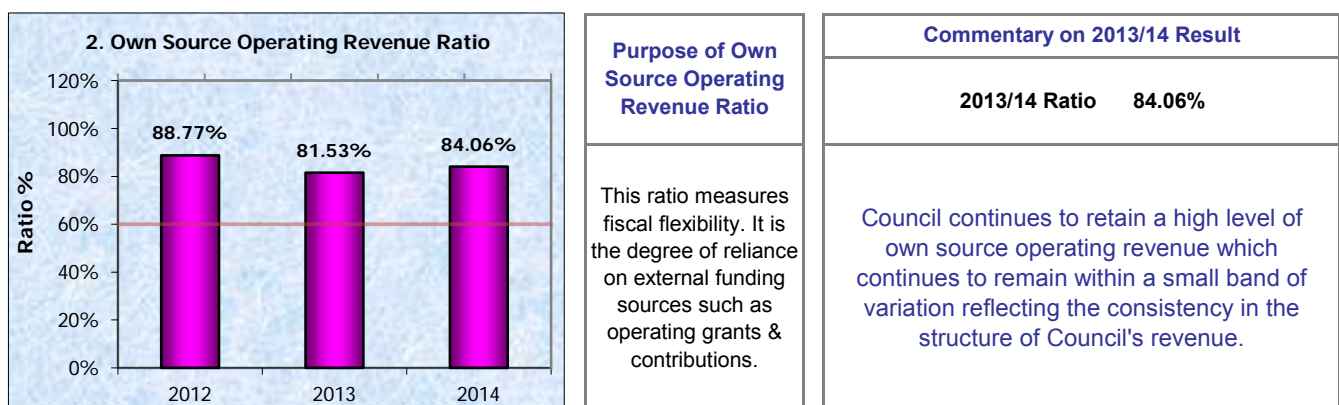 2. Own Source Operating Revenue Ratio
120%
100%
80%
60%
40%
20%
0%
Ratio %
88.77%
81.53%
84.06%
2012
2013
2014
Purpose of Own
Source Operating
Revenue Ratio
This ratio measures
fiscal flexibility. It is
the degree of reliance
on external funding
sources such as
operating grants &
contributions.
Commentary on 2013/14 Result
2013/14 Ratio 84.06%
Council continues to retain a high level of
own source operating revenue which
continues to remain within a small band of
variation reflecting the consistency in the
structure of Council's revenue.